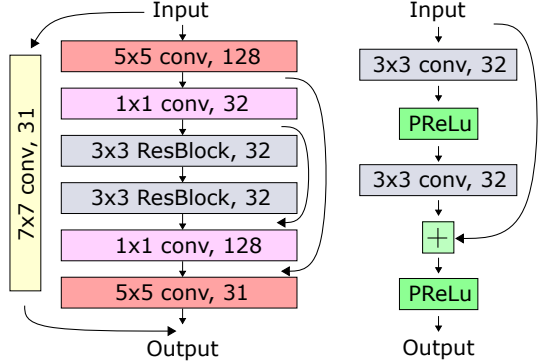 Input
5x5 conv, 128
1x1 conv, 32
3x3 ResBlock, 32
3x3 ResBlock, 32
1x1 conv, 128
5x5 conv, 31
Output
7x7 conv, 31
Input
3x3 conv, 32
PReLu
3x3 conv, 32
+
PReLu
Output